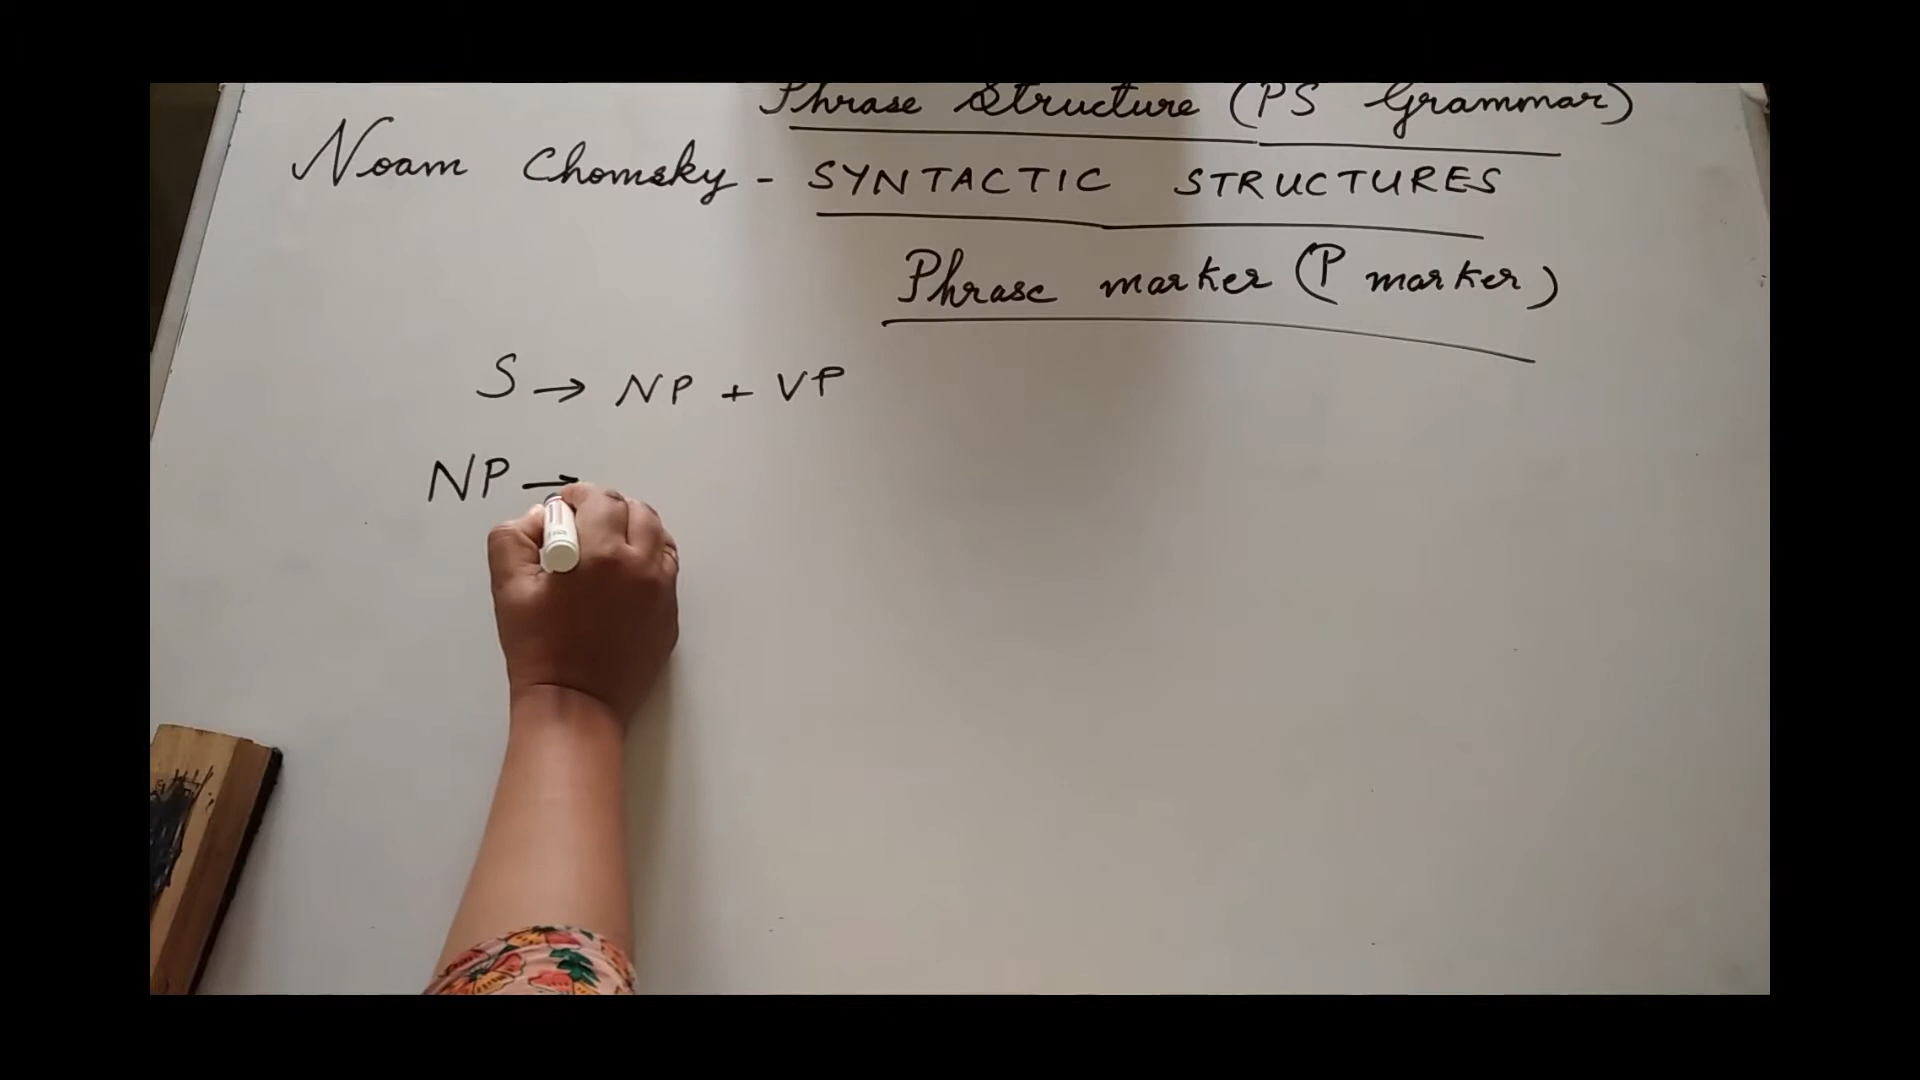 Phrase Structure (PS Grammar)
Noam Chomsky - SYNTACTIC STRUCTURES
Phrase marker (P marker)
S → NP + VP
NP →